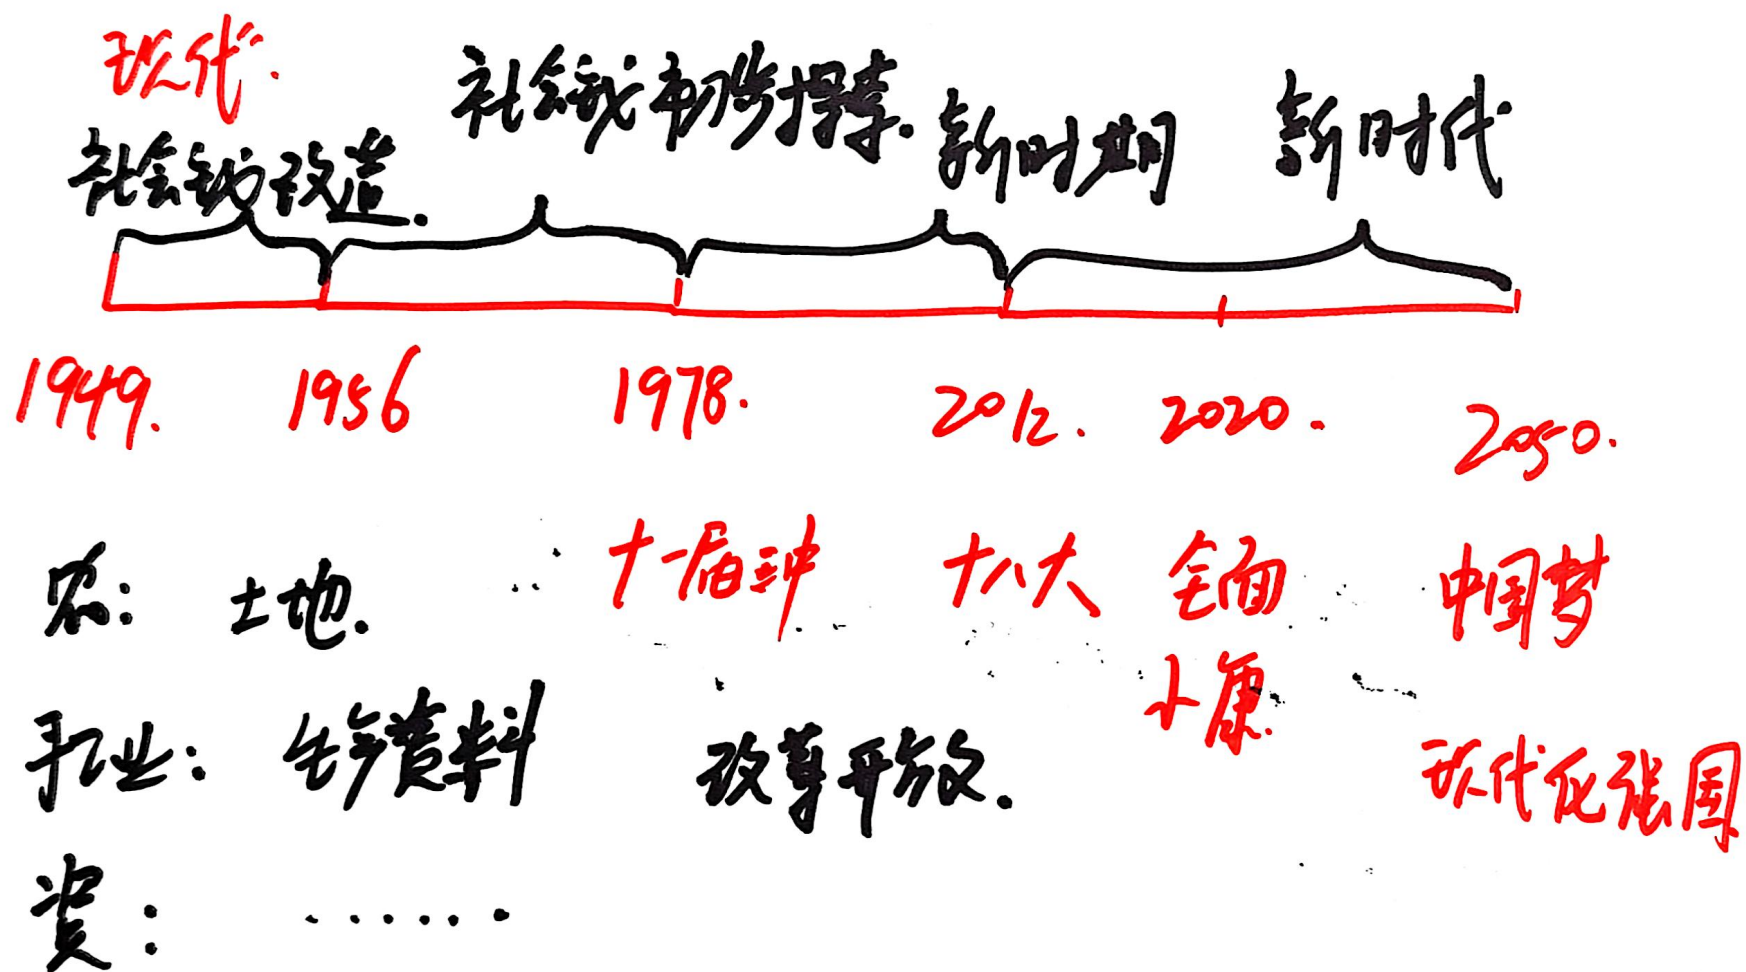 现代.
社会主义改造.
社会主义初步探索.
新时期
新时代
1949. 1956 1978. 2012. 2020. 2050.
农: 土地.
十一届三中 十八大 全面 中国梦
小康.
手工业: 生产资料 改革开放. 现代化强国
资: ......